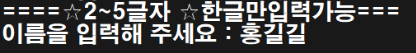 ====☆2~5글자 ☆한글만입력가능===
이름을 입력해 주세요 : 홍길길